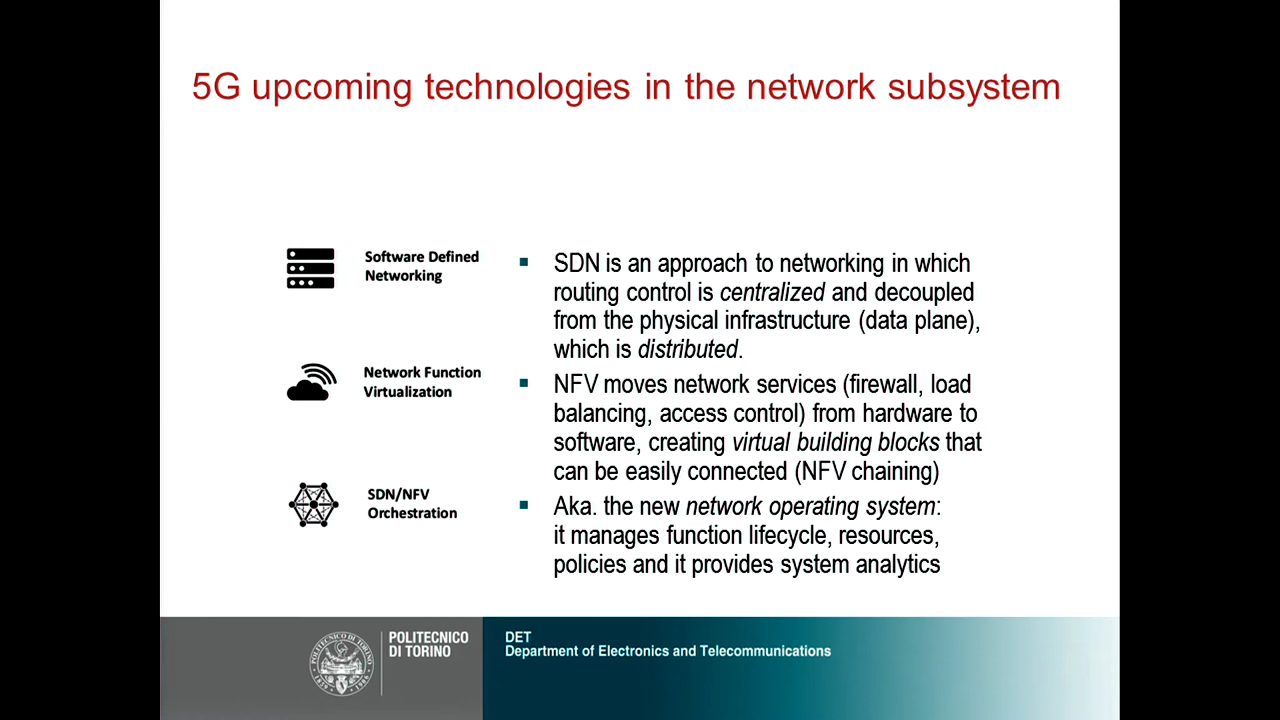 5G upcoming technologies in the network subsystem
Software Defined
Networking
SDN is an approach to networking in which
routing control is centralized and decoupled
from the physical infrastructure (data plane),
which is distributed.
Network Function
Virtualization
NFV moves network services (firewall, load
balancing, access control) from hardware to
software, creating virtual building blocks that
can be easily connected (NFV chaining)
SDN/NFV
Orchestration
Aka. the new network operating system:
it manages function lifecycle, resources,
policies and it provides system analytics
POLITECNICO
DI TORINO
DET
Department of Electronics and Telecommunications